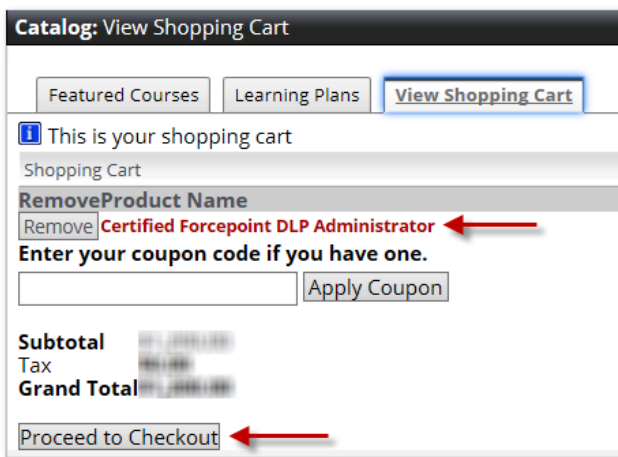 Catalog: View Shopping Cart
Featured Courses Learning Plans View Shopping Cart
i This is your shopping cart
Shopping Cart
RemoveProduct Name
Remove Certified Forcepoint DLP Administrator
Enter your coupon code if you have one.
Apply Coupon
Subtotal
Tax
Grand Total
Proceed to Checkout